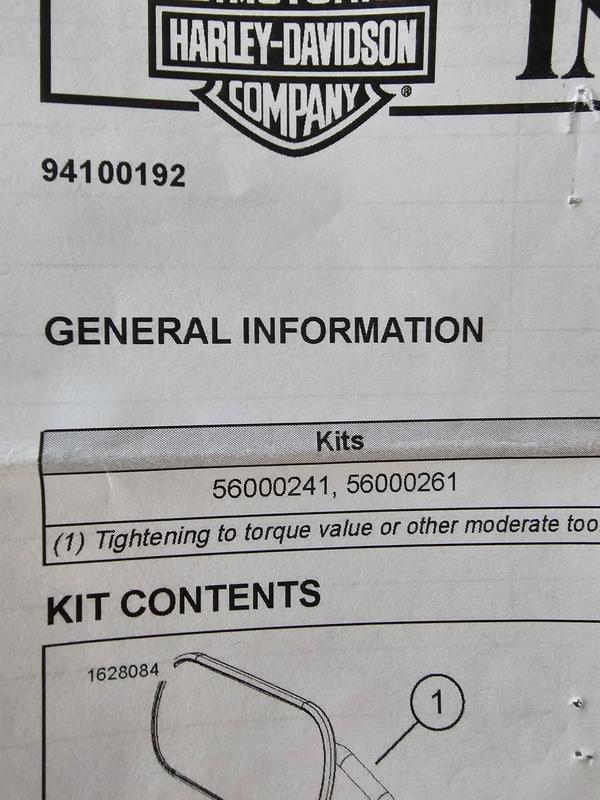 HARLEY-DAVIDSON
COMPANY
®
94100192
GENERAL INFORMATION
Kits
56000241, 56000261
(1) Tightening to torque value or other moderate
KIT CONTENTS
1628084
1